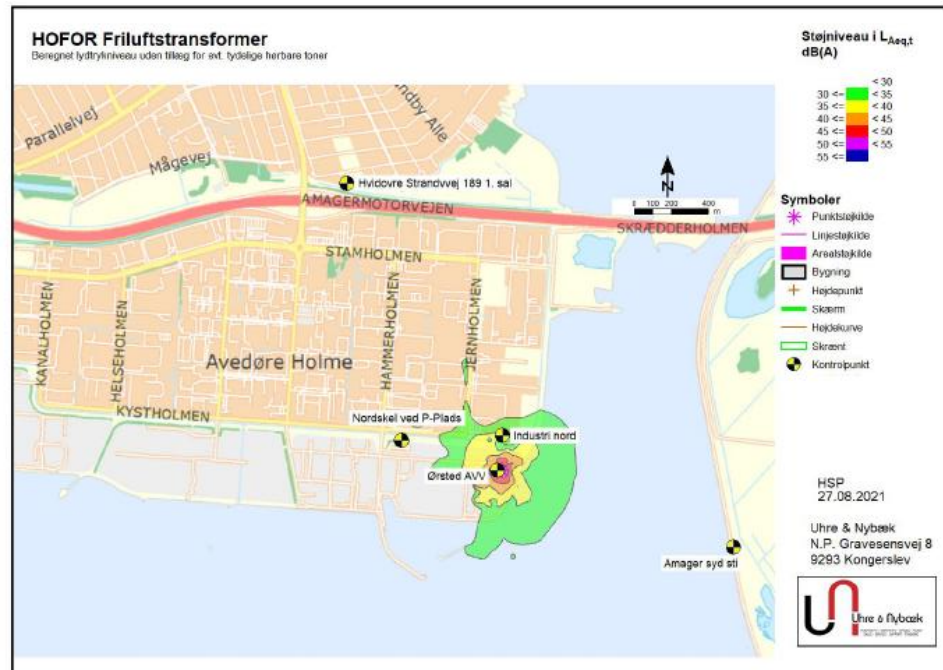 HOFOR Friluftstransformer
Beregnet lydtrykniveau uden tillæg for evt. tydelige hørbare toner
Støjniveau i LAeq,t
dB(A)
< 30
30 <= < 35
35 <= < 40
40 <= < 45
45 <= < 50
50 <= < 55
55 <=
Parallelvej
Mågevej
ndby Alle
Hvidovre Strandvvej 189 1. sal
AMAGERMOTORVEJEN
N
0 100 200 400
m
SKRÆDDERHOLMEN
STAMHOLMEN
KANALHOLMEN
HELSEHOLMEN
HAMMERHOLMEN
JERNHOLMEN
Avedøre Holme
KYSTHOLMEN
Nordskel ved P-Plads
Industri nord
Ørsted AVV
Amager syd sti
Symboler
Punktstøjkilde
Linjestøjkilde
Arealstøjkilde
Bygning
Højdepunkt
Skærm
Højdekurve
Skrænt
Kontrolpunkt
HSP
27.08.2021
Uhre & Nybæk
N.P. Gravesensvej 8
9293 Kongerslev
Uhre & Nybæk